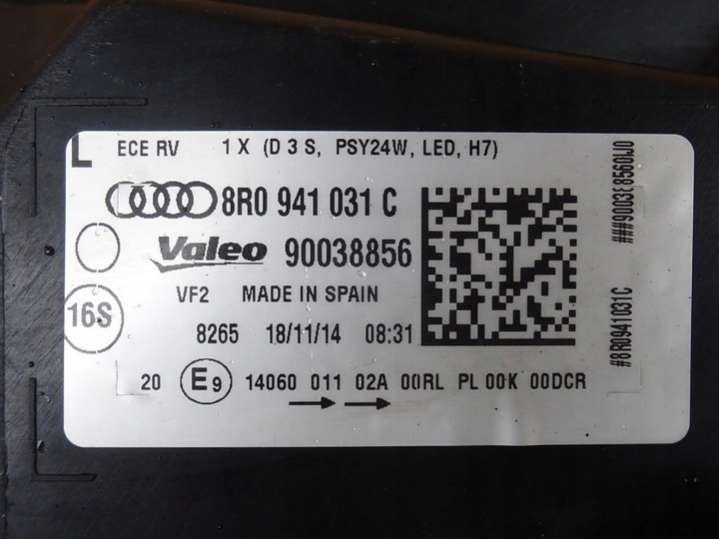 L ECE RV 1 X (D 3 S, PSY24W, LED, H7)
8R0 941 031 C
Valeo 90038856
VF2 MADE IN SPAIN
16S
8265 18/11/14 08:31
20 E9 14060 011 02A 00RL PL 00K 00DCR
#8R0941031C